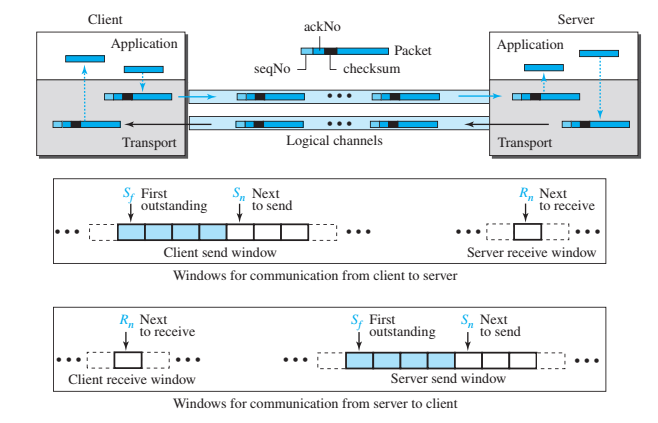 Client
Server
ackNo
Application
Application
Packet
seqNo
checksum
Transport
Logical channels
Transport
S_f First
outstanding
S_n Next
to send
R_n Next
to receive
Client send window
Server receive window
Windows for communication from client to server
R_n Next
to receive
S_f First
outstanding
S_n Next
to send
Client receive window
Server send window
Windows for communication from server to client